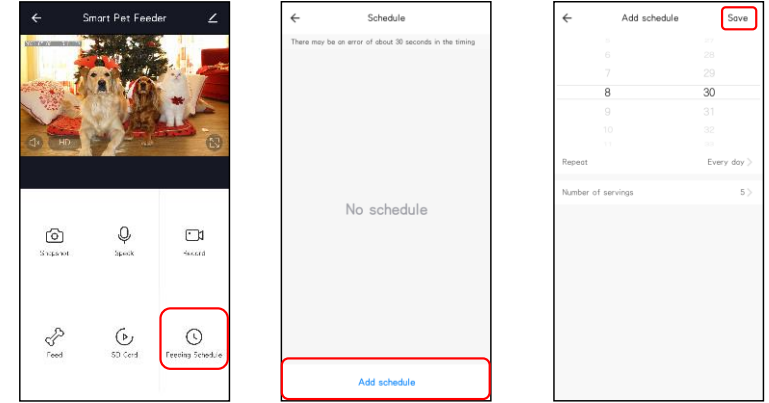 Smart Pet Feeder
HD
Snapshot
Speak
Record
Feed
SD Card
Feeding Schedule
Schedule
There may be an error of about 30 seconds in the timing
No schedule
Add schedule
Add schedule
Save
6 28
7 29
8 30
9 31
10 32
Repeat
Every day
Number of servings
5